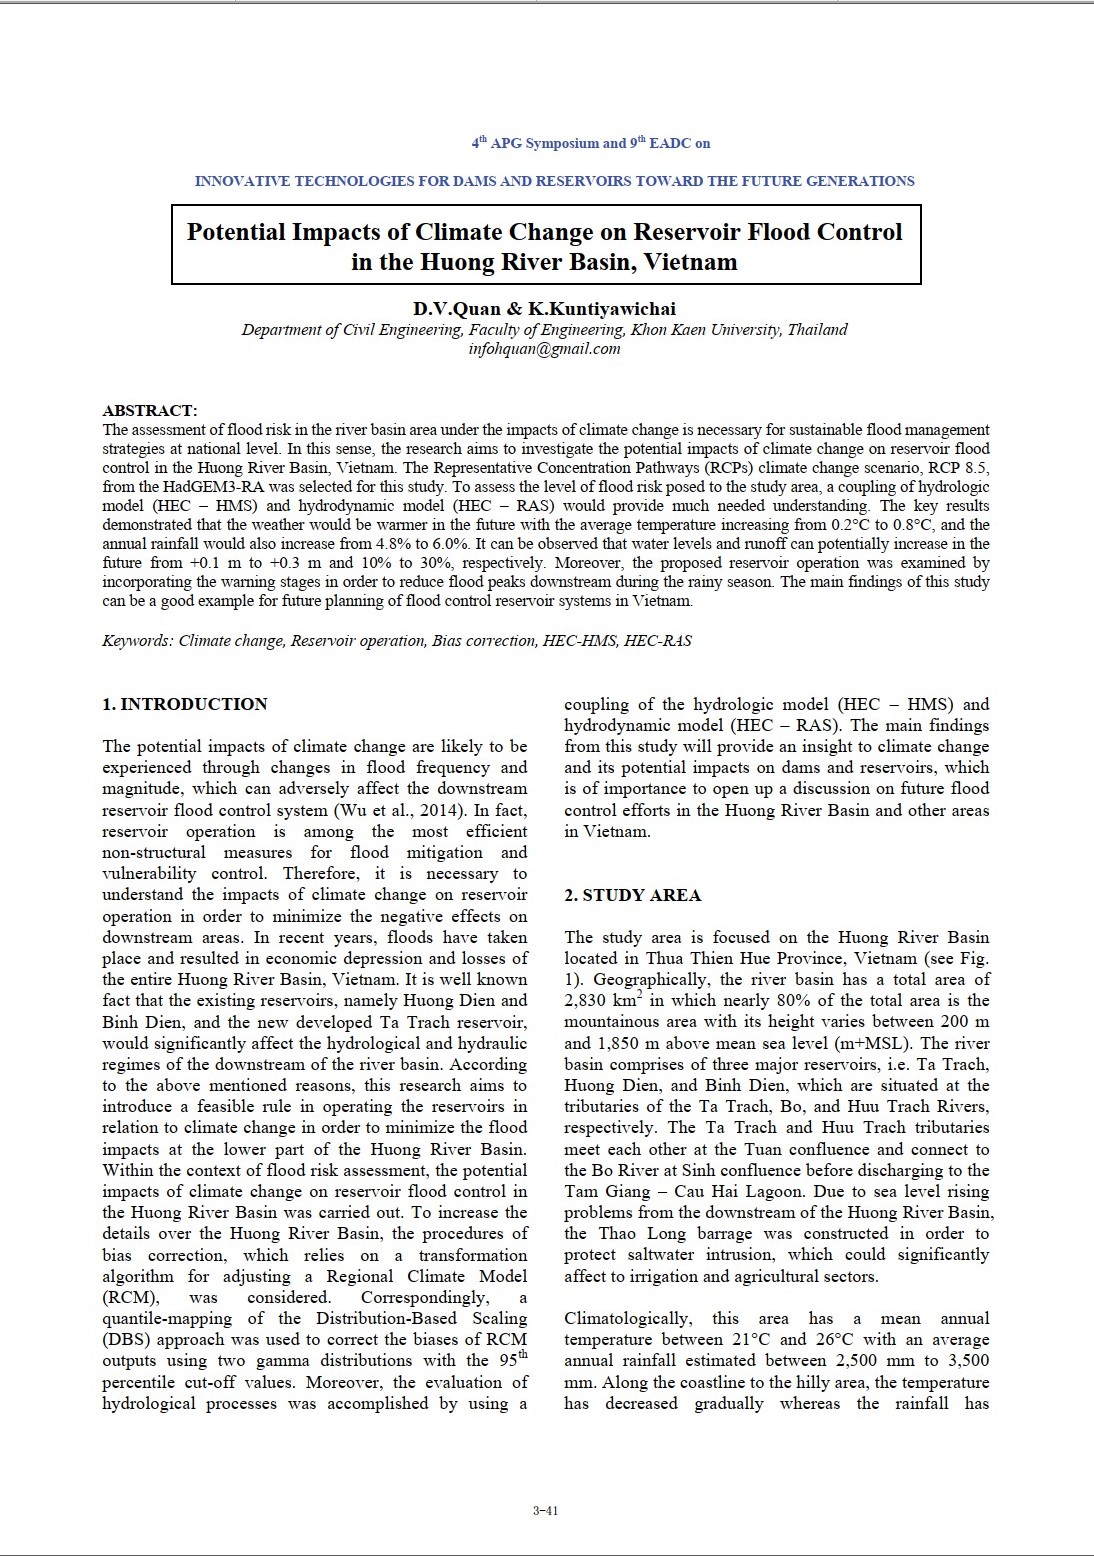 4th APG Symposium and 9th EADC on
INNOVATIVE TECHNOLOGIES FOR DAMS AND RESERVOIRS TOWARD THE FUTURE GENERATIONS
Potential Impacts of Climate Change on Reservoir Flood Control
in the Huong River Basin, Vietnam
D.V.Quan & K.Kuntiyawichai
Department of Civil Engineering, Faculty of Engineering, Khon Kaen University, Thailand
infohquan@gmail.com
ABSTRACT:
The assessment of flood risk in the river basin area under the impacts of climate change is necessary for sustainable flood management
strategies at national level. In this sense, the research aims to investigate the potential impacts of climate change on reservoir flood
control in the Huong River Basin, Vietnam. The Representative Concentration Pathways (RCPs) climate change scenario, RCP 8.5,
from the HadGEM3-RA was selected for this study. To assess the level of flood risk posed to the study area, a coupling of hydrologic
model (HEC – HMS) and hydrodynamic model (HEC – RAS) would provide much needed understanding. The key results
demonstrated that the weather would be warmer in the future with the average temperature increasing from 0.2°C to 0.8°C, and the
annual rainfall would also increase from 4.8% to 6.0%. It can be observed that water levels and runoff can potentially increase in the
future from +0.1 m to +0.3 m and 10% to 30%, respectively. Moreover, the proposed reservoir operation was examined by
incorporating the warning stages in order to reduce flood peaks downstream during the rainy season. The main findings of this study
can be a good example for future planning of flood control reservoir systems in Vietnam.
Keywords: Climate change, Reservoir operation, Bias correction, HEC-HMS, HEC-RAS
1. INTRODUCTION
The potential impacts of climate change are likely to be
experienced through changes in flood frequency and
magnitude, which can adversely affect the downstream
reservoir flood control system (Wu et al., 2014). In fact,
reservoir operation is among the most efficient
non-structural measures for flood mitigation and
vulnerability control. Therefore, it is necessary to
understand the impacts of climate change on reservoir
operation in order to minimize the negative effects on
downstream areas. In recent years, floods have taken
place and resulted in economic depression and losses of
the entire Huong River Basin, Vietnam. It is well known
fact that the existing reservoirs, namely Huong Dien and
Binh Dien, and the new developed Ta Trach reservoir,
would significantly affect the hydrological and hydraulic
regimes of the downstream of the river basin. According
to the above mentioned reasons, this research aims to
introduce a feasible rule in operating the reservoirs in
relation to climate change in order to minimize the flood
impacts at the lower part of the Huong River Basin.
Within the context of flood risk assessment, the potential
impacts of climate change on reservoir flood control in
the Huong River Basin was carried out. To increase the
details over the Huong River Basin, the procedures of
bias correction, which relies on a transformation
algorithm for adjusting a Regional Climate Model
(RCM), was considered. Correspondingly, a
quantile-mapping of the Distribution-Based Scaling
(DBS) approach was used to correct the biases of RCM
outputs using two gamma distributions with the 95th
percentile cut-off values. Moreover, the evaluation of
hydrological processes was accomplished by using a
coupling of the hydrologic model (HEC – HMS) and
hydrodynamic model (HEC – RAS). The main findings
from this study will provide an insight to climate change
and its potential impacts on dams and reservoirs, which
is of importance to open up a discussion on future flood
control efforts in the Huong River Basin and other areas
in Vietnam.
2. STUDY AREA
The study area is focused on the Huong River Basin
located in Thua Thien Hue Province, Vietnam (see Fig.
1). Geographically, the river basin has a total area of
2,830 km2 in which nearly 80% of the total area is the
mountainous area with its height varies between 200 m
and 1,850 m above mean sea level (m+MSL). The river
basin comprises of three major reservoirs, i.e. Ta Trach,
Huong Dien, and Binh Dien, which are situated at the
tributaries of the Ta Trach, Bo, and Huu Trach Rivers,
respectively. The Ta Trach and Huu Trach tributaries
meet each other at the Tuan confluence and connect to
the Bo River at Sinh confluence before discharging to the
Tam Giang – Cau Hai Lagoon. Due to sea level rising
problems from the downstream of the Huong River Basin,
the Thao Long barrage was constructed in order to
protect saltwater intrusion, which could significantly
affect to irrigation and agricultural sectors.
Climatologically, this area has a mean annual
temperature between 21°C and 26°C with an average
annual rainfall estimated between 2,500 mm to 3,500
mm. Along the coastline to the hilly area, the temperature
has decreased gradually whereas the rainfall has
3-41